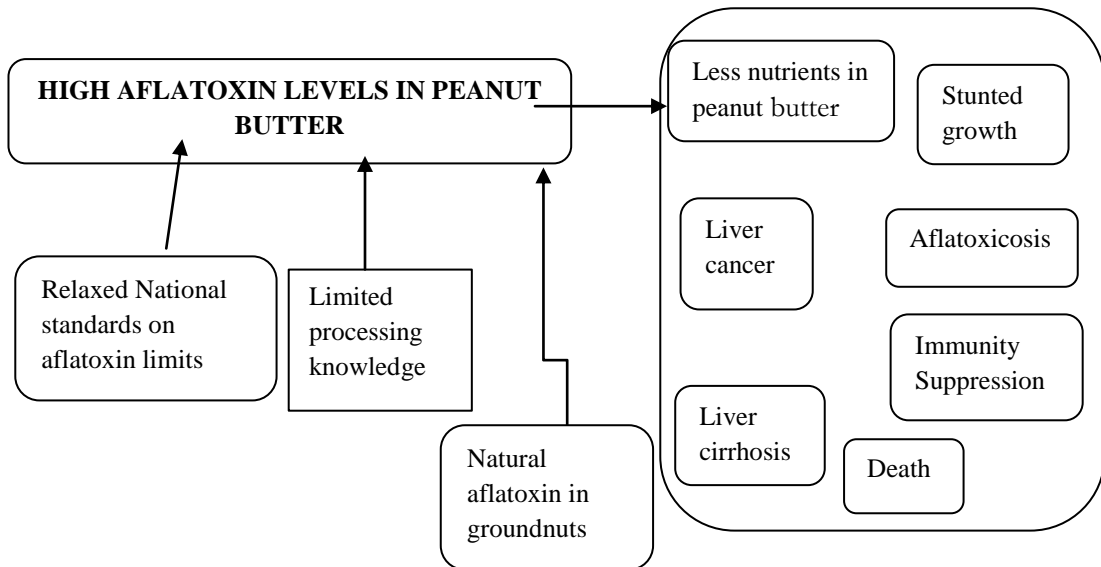 HIGH AFLATOXIN LEVELS IN PEANUT
BUTTER
Relaxed National
standards on
aflatoxin limits
Limited
processing
knowledge
Natural
aflatoxin in
groundnuts
Less nutrients in
peanut butter
Stunted
growth
Liver
cancer
Aflatoxicosis
Immunity
Suppression
Liver
cirrhosis
Death